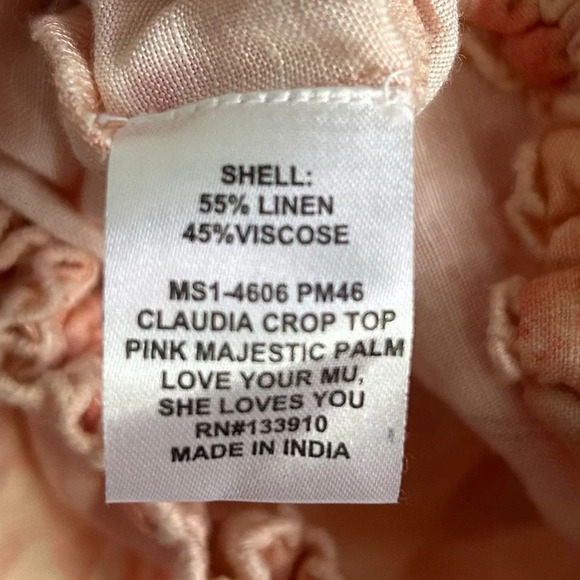 SHELL:
55% LINEN
45%VISCOSE
MS1-4606 PM46
CLAUDIA CROP TOP
PINK MAJESTIC PALM
LOVE YOUR MU,
SHE LOVES YOU
RN#133910
MADE IN INDIA